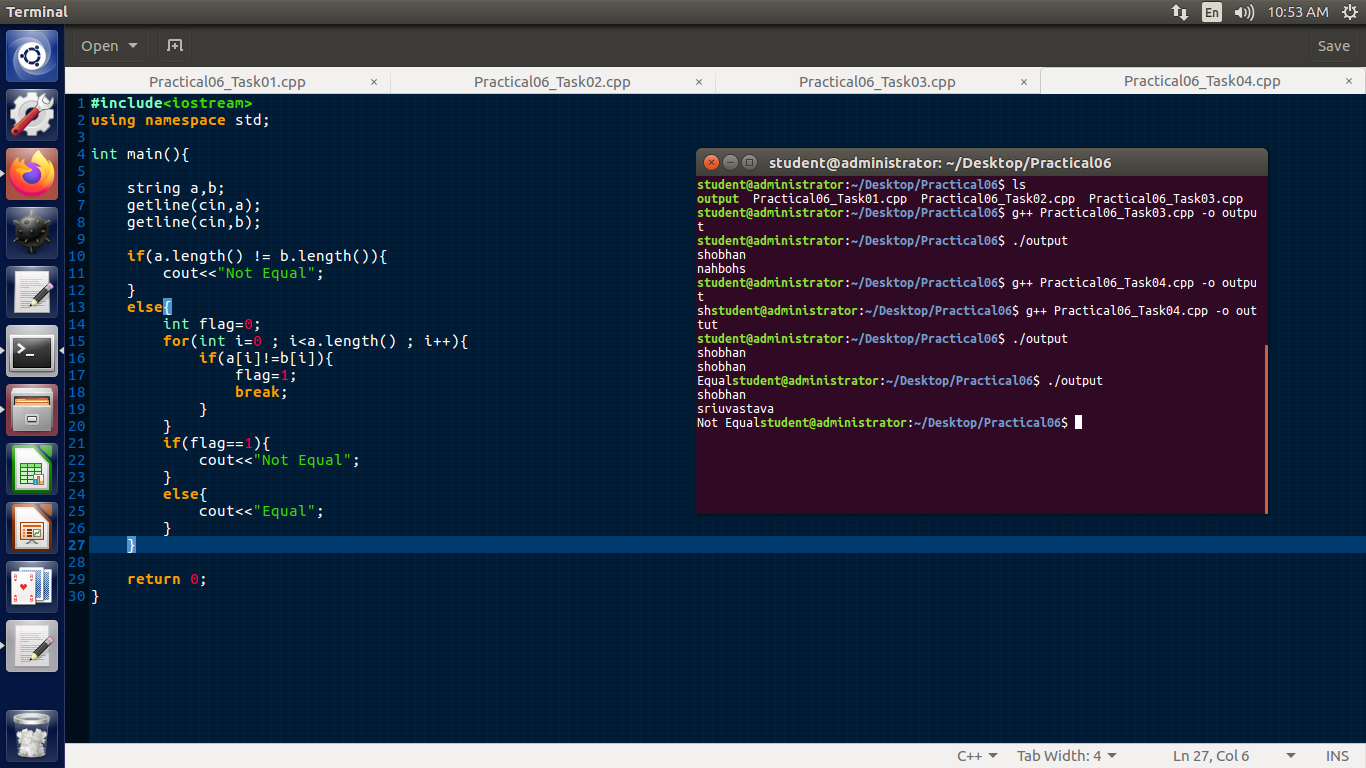 Terminal
En
10:53 AM
Open
Save
Practical06_Task01.cpp × Practical06_Task02.cpp × Practical06_Task03.cpp × Practical06_Task04.cpp ×
1 #include<iostream>
2 using namespace std;
3
4 int main(){
5
6     string a,b;
7     getline(cin,a);
8     getline(cin,b);
9
10     if(a.length() != b.length()){
11         cout<<"Not Equal";
12     }
13     else{
14         int flag=0;
15         for(int i=0 ; i<a.length() ; i++){
16             if(a[i]!=b[i]){
17                 flag=1;
18                 break;
19             }
20         }
21         if(flag==1){
22             cout<<"Not Equal";
23         }
24         else{
25             cout<<"Equal";
26         }
27     }
28
29     return 0;
30 }
student@administrator: ~/Desktop/Practical06
student@administrator:~/Desktop/Practical06$ ls
output  Practical06_Task01.cpp  Practical06_Task02.cpp  Practical06_Task03.cpp
student@administrator:~/Desktop/Practical06$ g++ Practical06_Task03.cpp -o outpu
t
student@administrator:~/Desktop/Practical06$ ./output
shobhan
nahbohs
student@administrator:~/Desktop/Practical06$ g++ Practical06_Task04.cpp -o outpu
t
shstudent@administrator:~/Desktop/Practical06$ g++ Practical06_Task04.cpp -o out
tut
student@administrator:~/Desktop/Practical06$ ./output
shobhan
shobhan
Equalstudent@administrator:~/Desktop/Practical06$ ./output
shobhan
sriuvastava
Not Equalstudent@administrator:~/Desktop/Practical06$
C++ Tab Width: 4 Ln 27, Col 6 INS